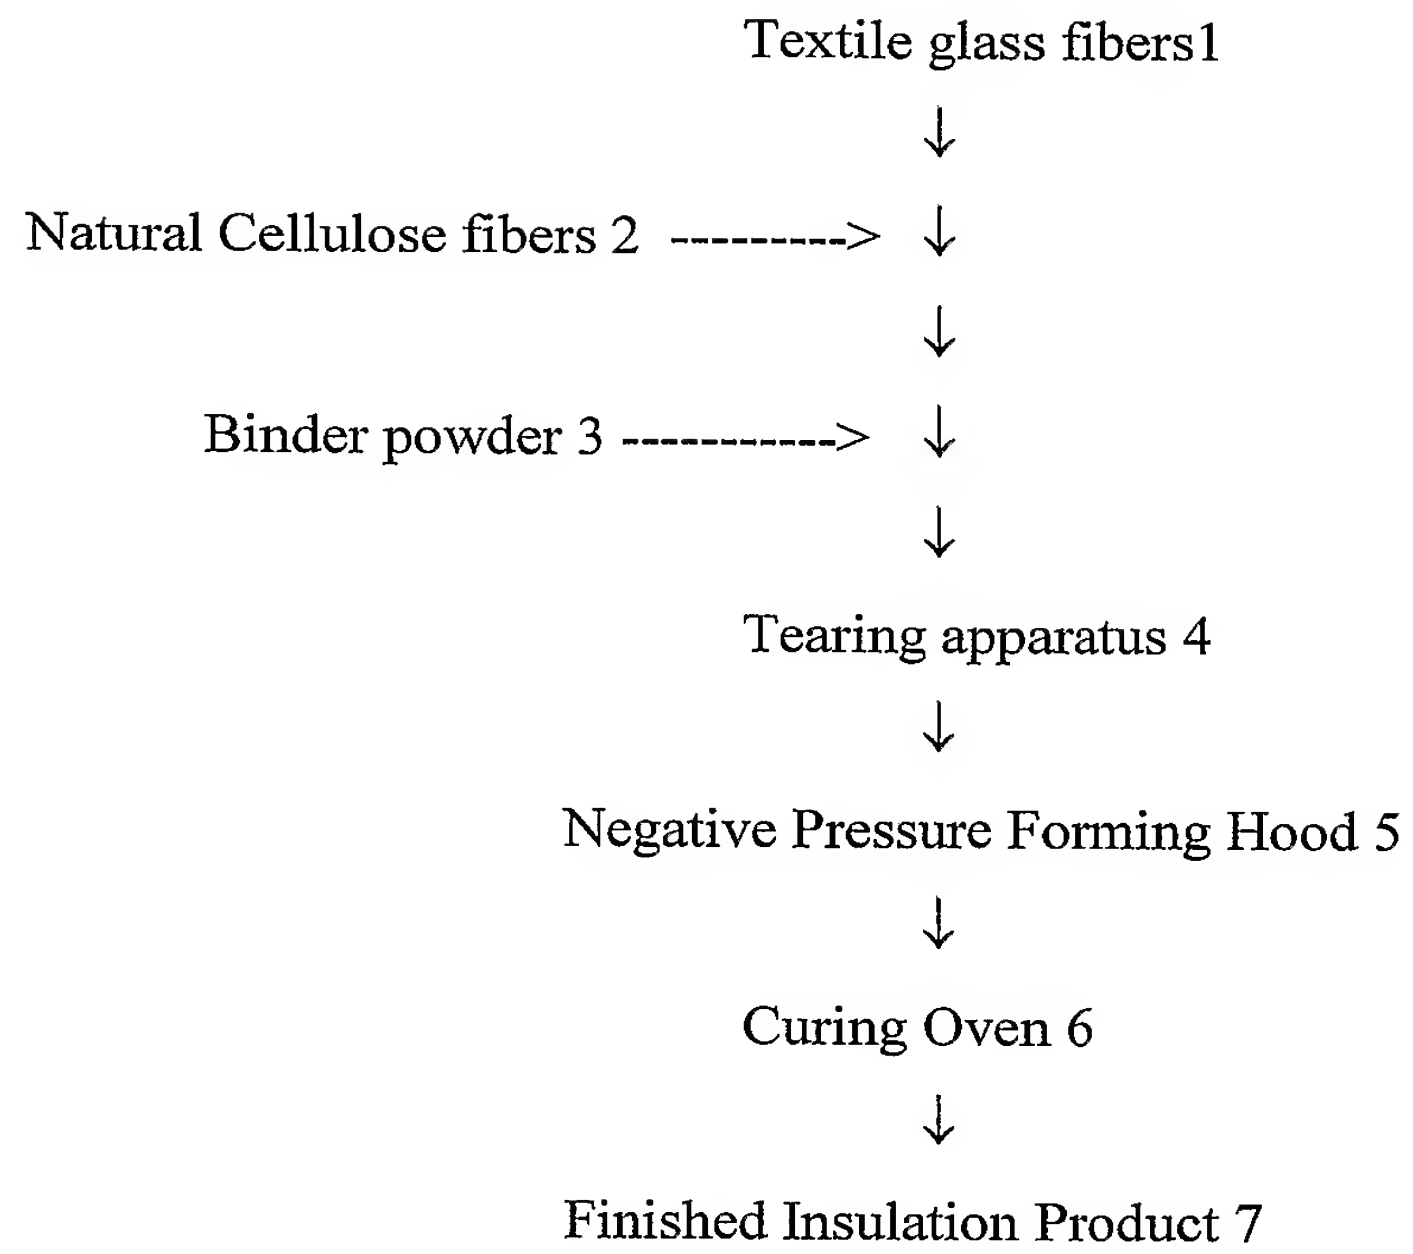 Textile glass fibers1
Natural Cellulose fibers 2 --------->
Binder powder 3 ------------>
Tearing apparatus 4
Negative Pressure Forming Hood 5
Curing Oven 6
Finished Insulation Product 7